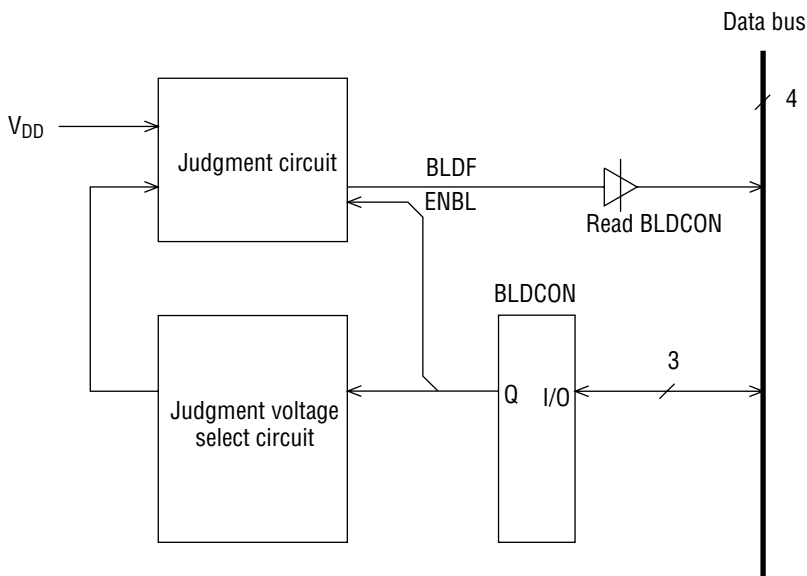 Data bus
4
V_DD
Judgment circuit
BLDF
ENBL
Read BLDCON
BLDCON
3
Q I/O
Judgment voltage
select circuit